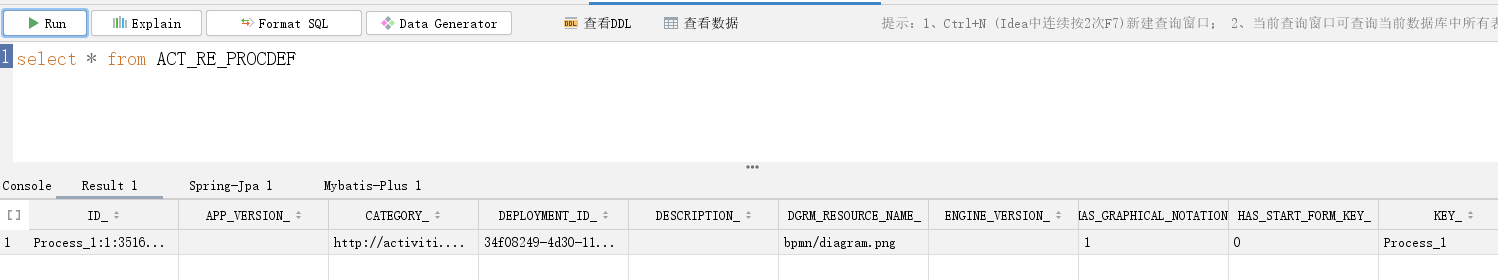 Run Explain Format SQL Data Generator 查看DDL 查看数据 提示：1、Ctrl+N (Idea中连续按2次F7)新建查询窗口； 2、当前查询窗口可查询当前数据库中所有表
1 select * from ACT_RE_PROCDEF
Console Result 1 Spring-Jpa 1 Mybatis-Plus 1
ID_ APP_VERSION_ CATEGORY_ DEPLOYMENT_ID_ DESCRIPTION_ DGRM_RESOURCE_NAME_ ENGINE_VERSION_ HAS_GRAPHICAL_NOTATION HAS_START_FORM_KEY_ KEY_
1 Process_1:1:3516... http://activiti.... 34f08249-4d30-11... bpmn/diagram.png 1 0 Process_1